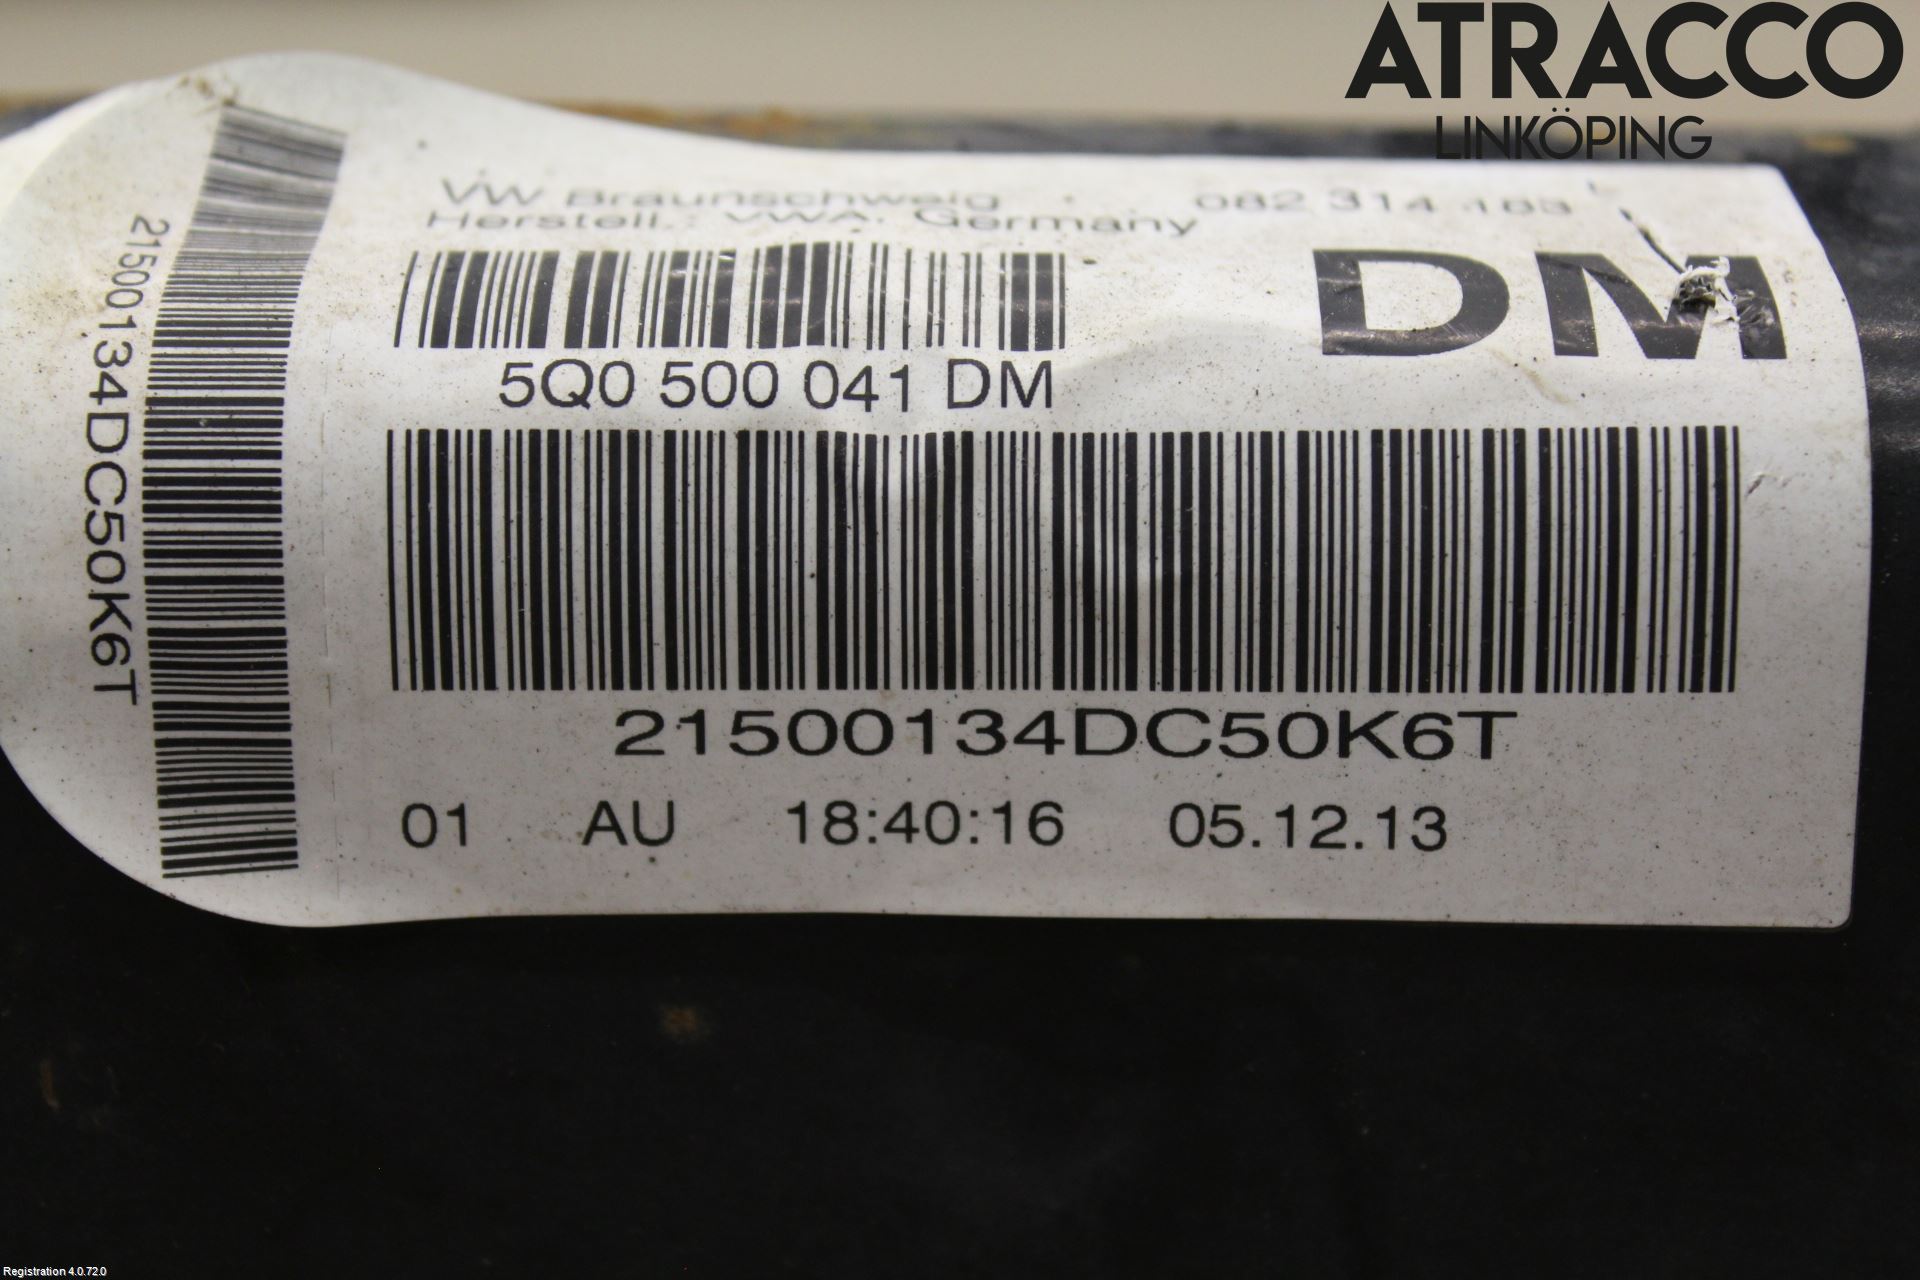 ATRACCO
LINKÖPING
VW Braunschweig 082 314 183
Herstell.: VWA, Germany
DM
5Q0 500 041 DM
21500134DC50K6T
21500134DC50K6T
01 AU 18:40:16 05.12.13
Registration 4.0.72.0